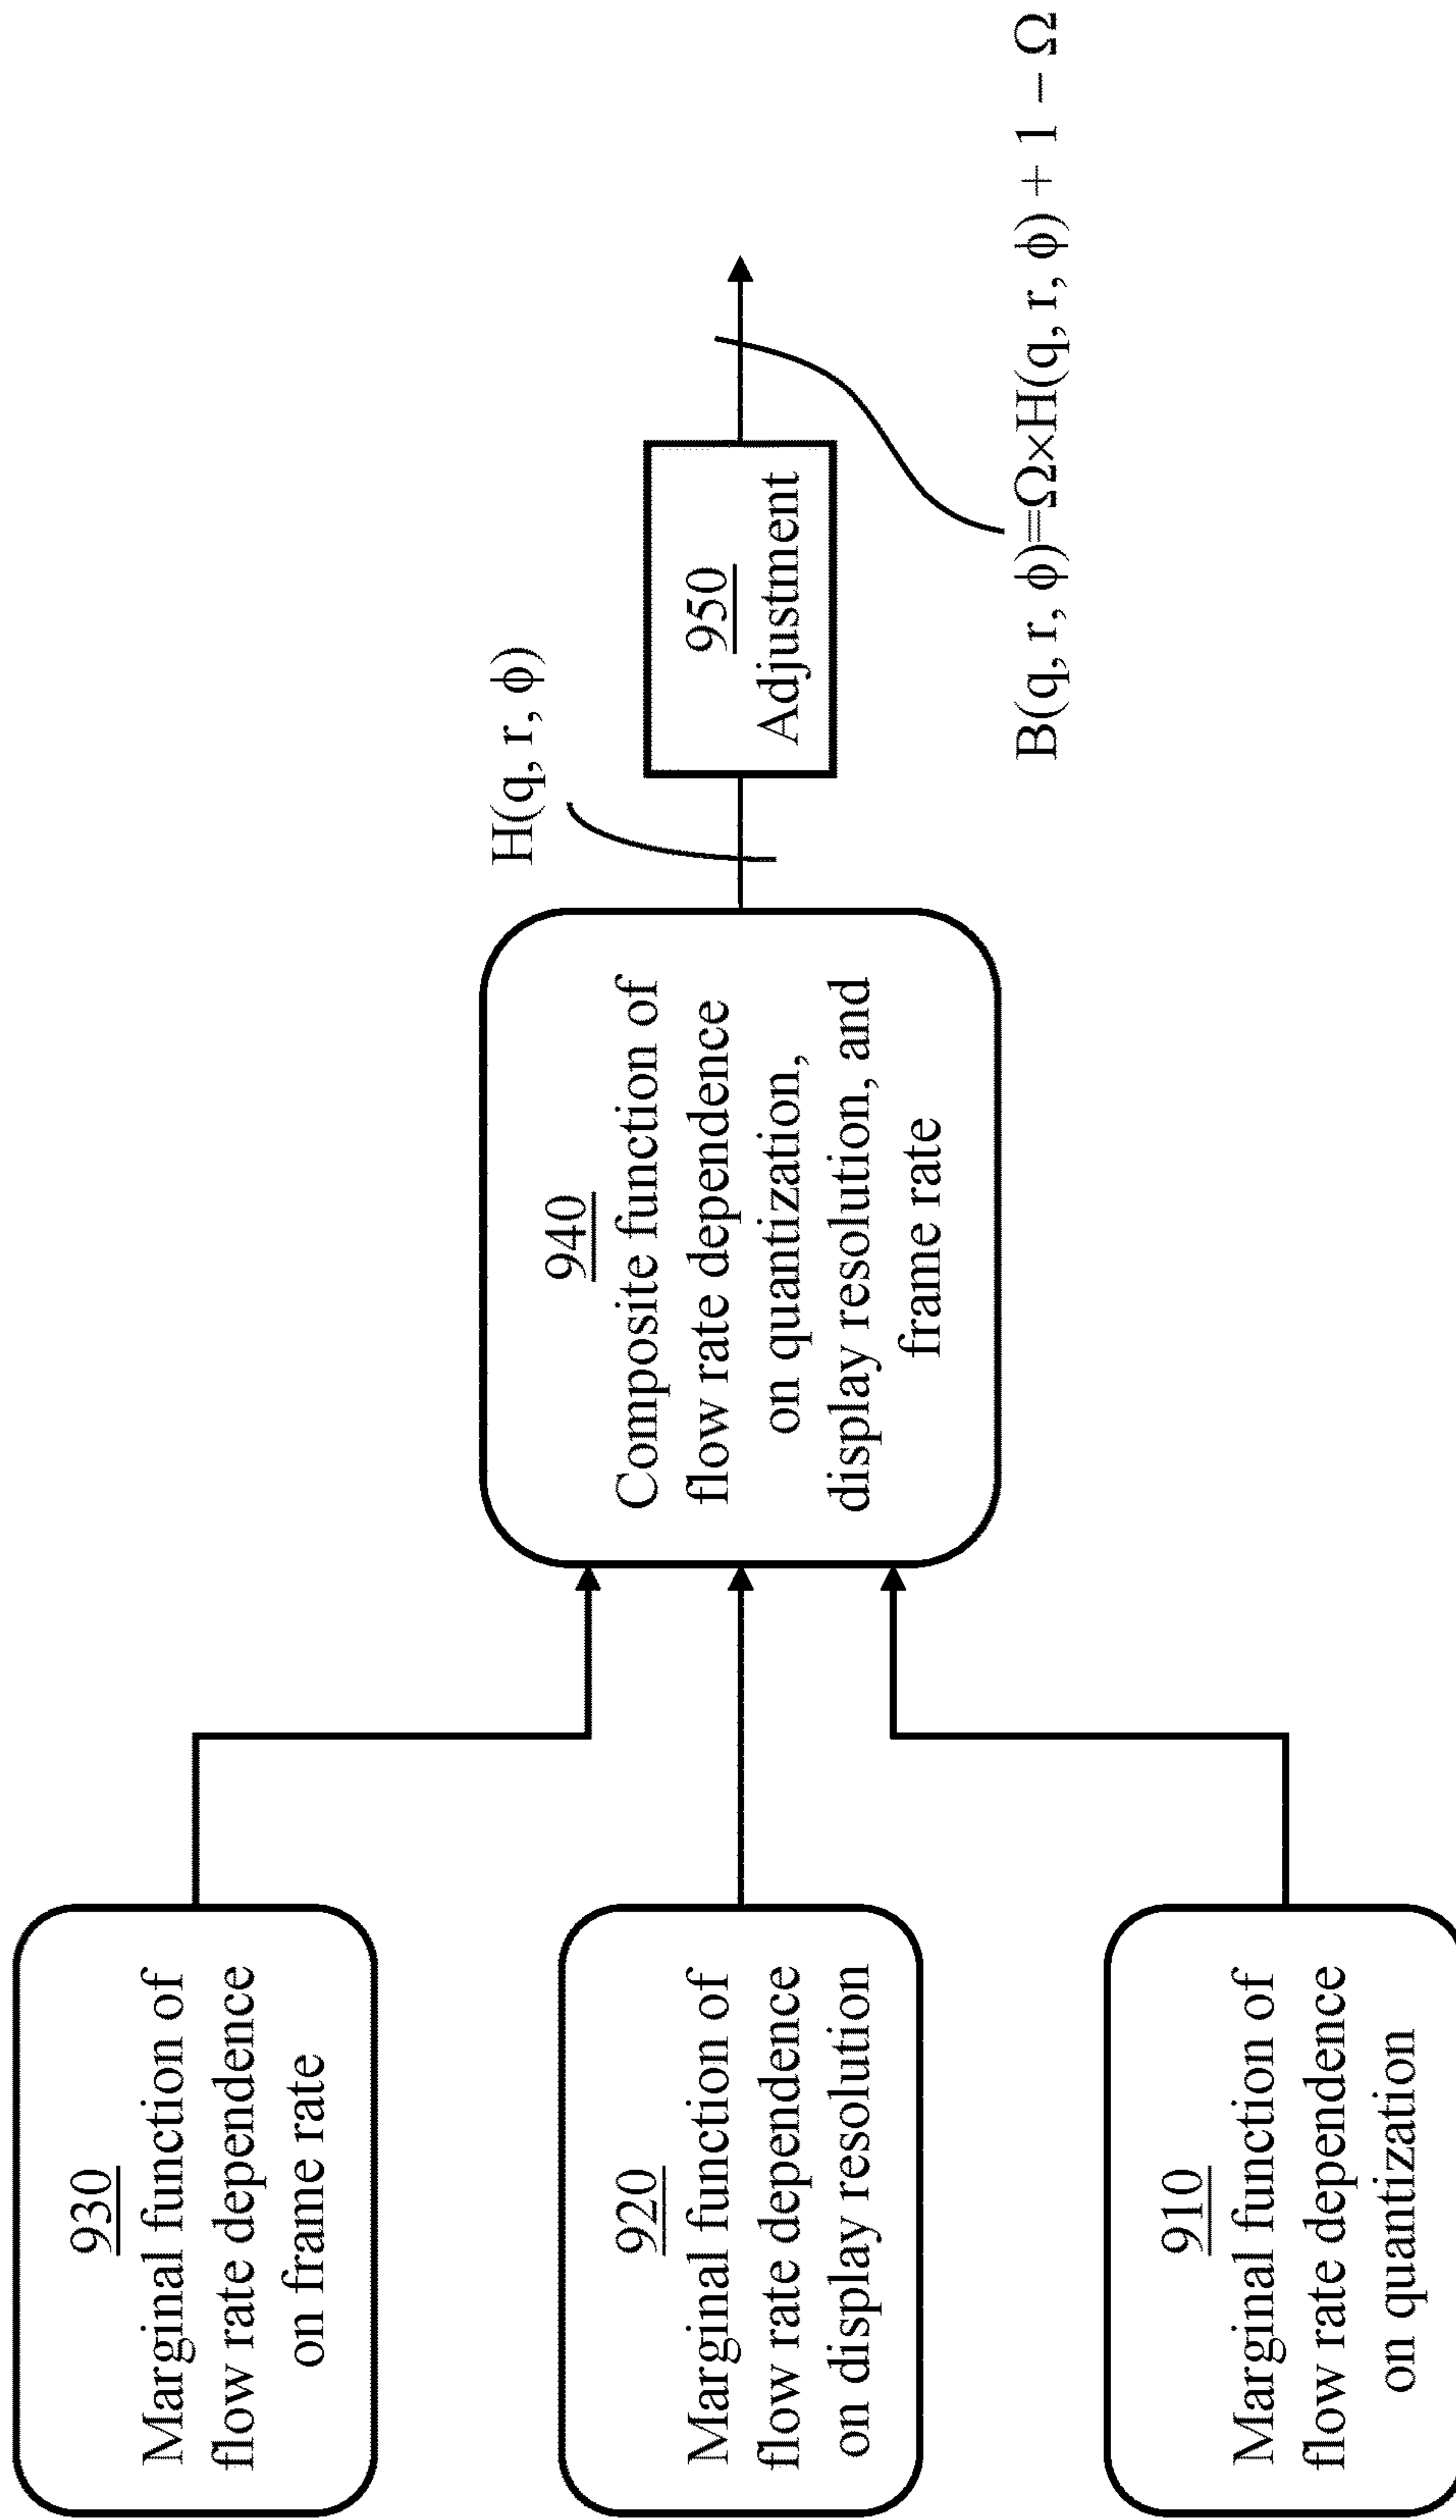 930
Marginal function of
flow rate dependence
on frame rate
920
Marginal function of
flow rate dependence
on display resolution
910
Marginal function of
flow rate dependence
on quantization
940
Composite function of
flow rate dependence
on quantization,
display resolution, and
frame rate
H(q, r, ϕ)
950
Adjustment
B(q, r, ϕ)=Ω×H(q, r, ϕ) + 1 − Ω